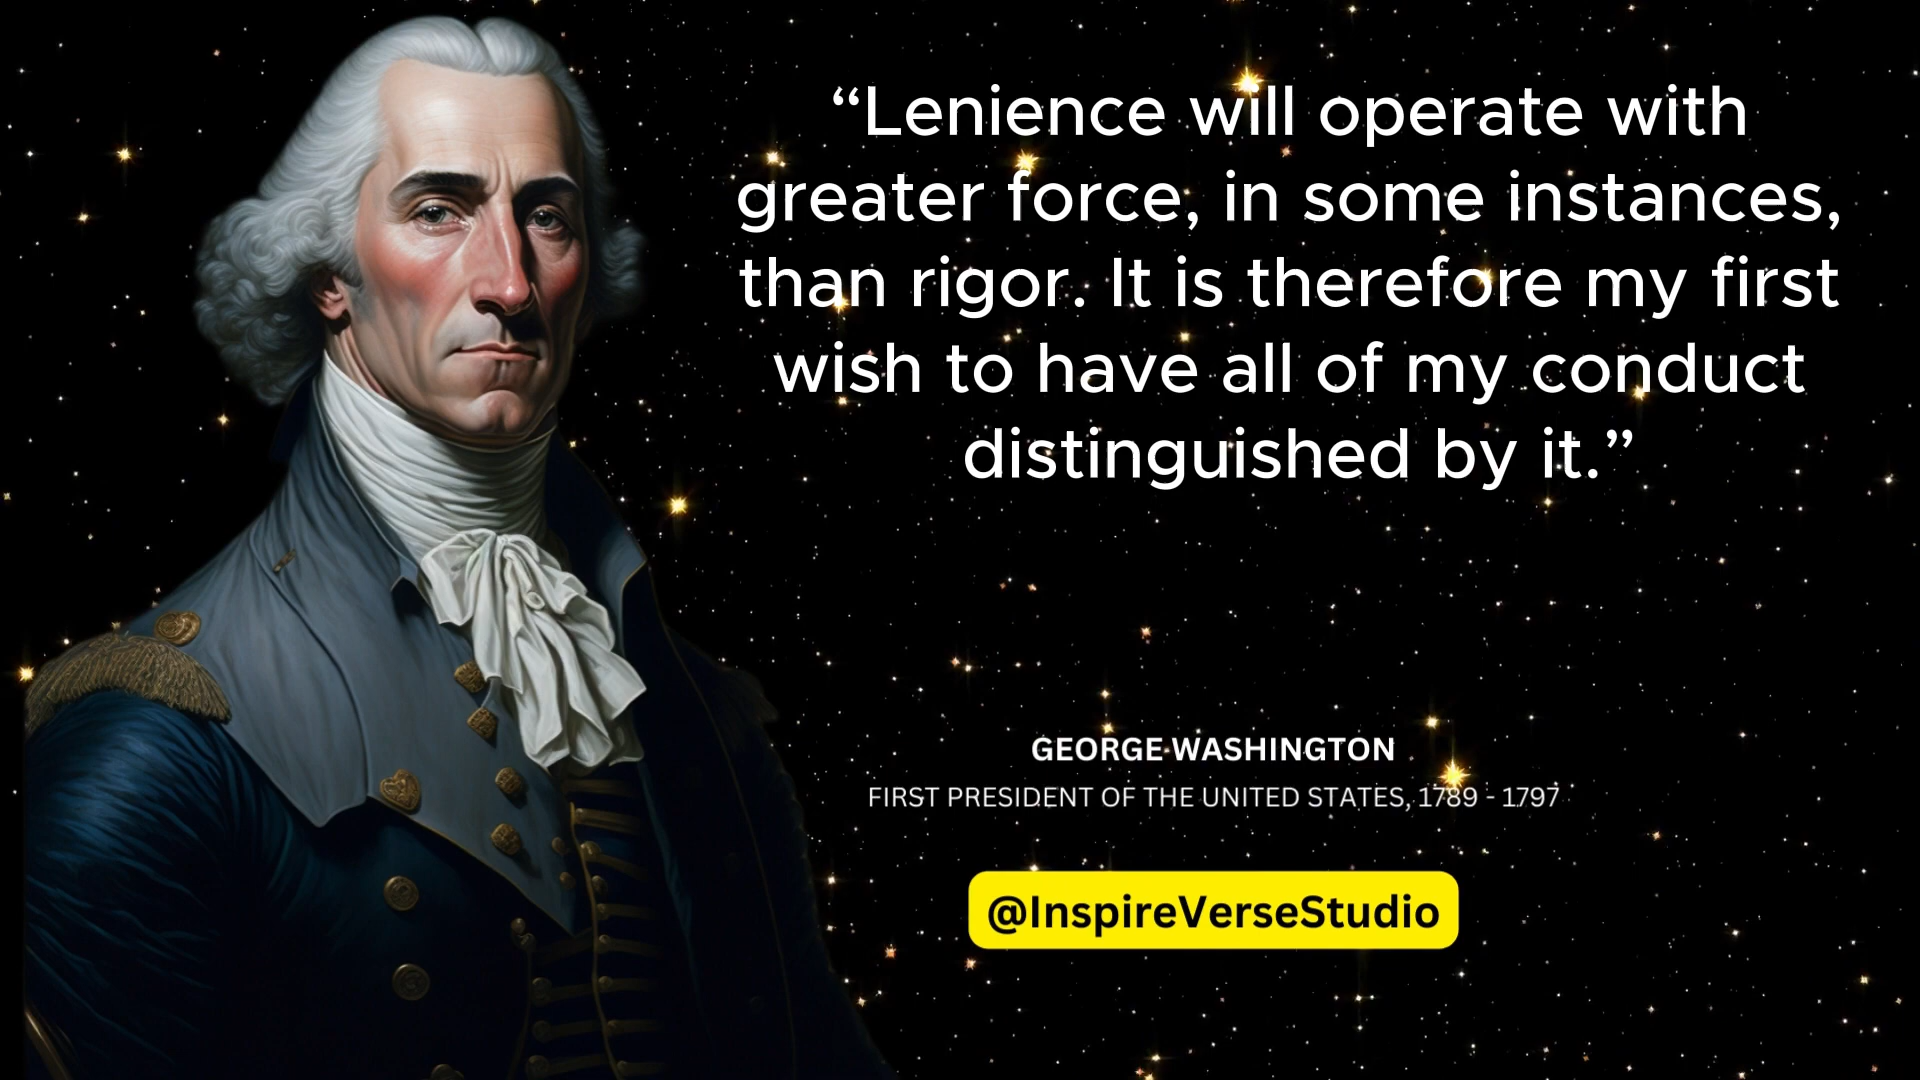 “Lenience will operate with
greater force, in some instances,
than rigor. It is therefore my first
wish to have all of my conduct
distinguished by it.”
GEORGE WASHINGTON
FIRST PRESIDENT OF THE UNITED STATES, 1789 - 1797
@InspireVerseStudio